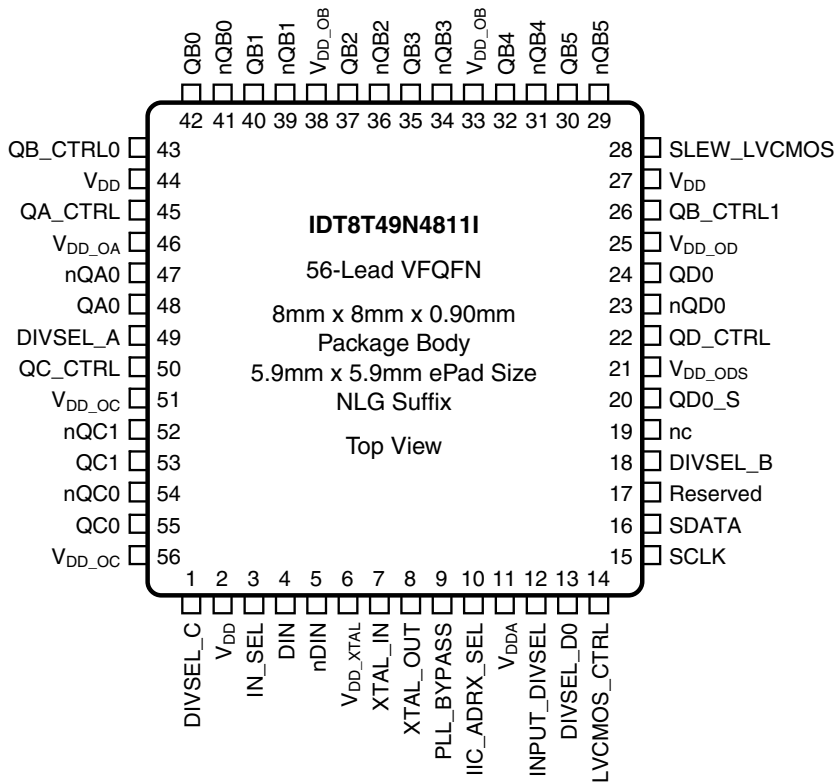 QB0
nQB0
QB1
nQB1
VDD_OB
QB2
nQB2
QB3
nQB3
VDD_OB
QB4
nQB4
QB5
nQB5
42 41 40 39 38 37 36 35 34 33 32 31 30 29
QB_CTRL0 43
VDD 44
QA_CTRL 45
VDD_OA 46
nQA0 47
QA0 48
DIVSEL_A 49
QC_CTRL 50
VDD_OC 51
nQC1 52
QC1 53
nQC0 54
QC0 55
VDD_OC 56
IDT8T49N4811I
56-Lead VFQFN
8mm x 8mm x 0.90mm
Package Body
5.9mm x 5.9mm ePad Size
NLG Suffix
Top View
28 SLEW_LVCMOS
27 VDD
26 QB_CTRL1
25 VDD_OD
24 QD0
23 nQD0
22 QD_CTRL
21 VDD_ODS
20 QD0_S
19 nc
18 DIVSEL_B
17 Reserved
16 SDATA
15 SCLK
1 2 3 4 5 6 7 8 9 10 11 12 13 14
DIVSEL_C
VDD
IN_SEL
DIN
nDIN
VDD_XTAL
XTAL_IN
XTAL_OUT
PLL_BYPASS
IIC_ADRX_SEL
VDDA
INPUT_DIVSEL
DIVSEL_D0
LVCMOS_CTRL